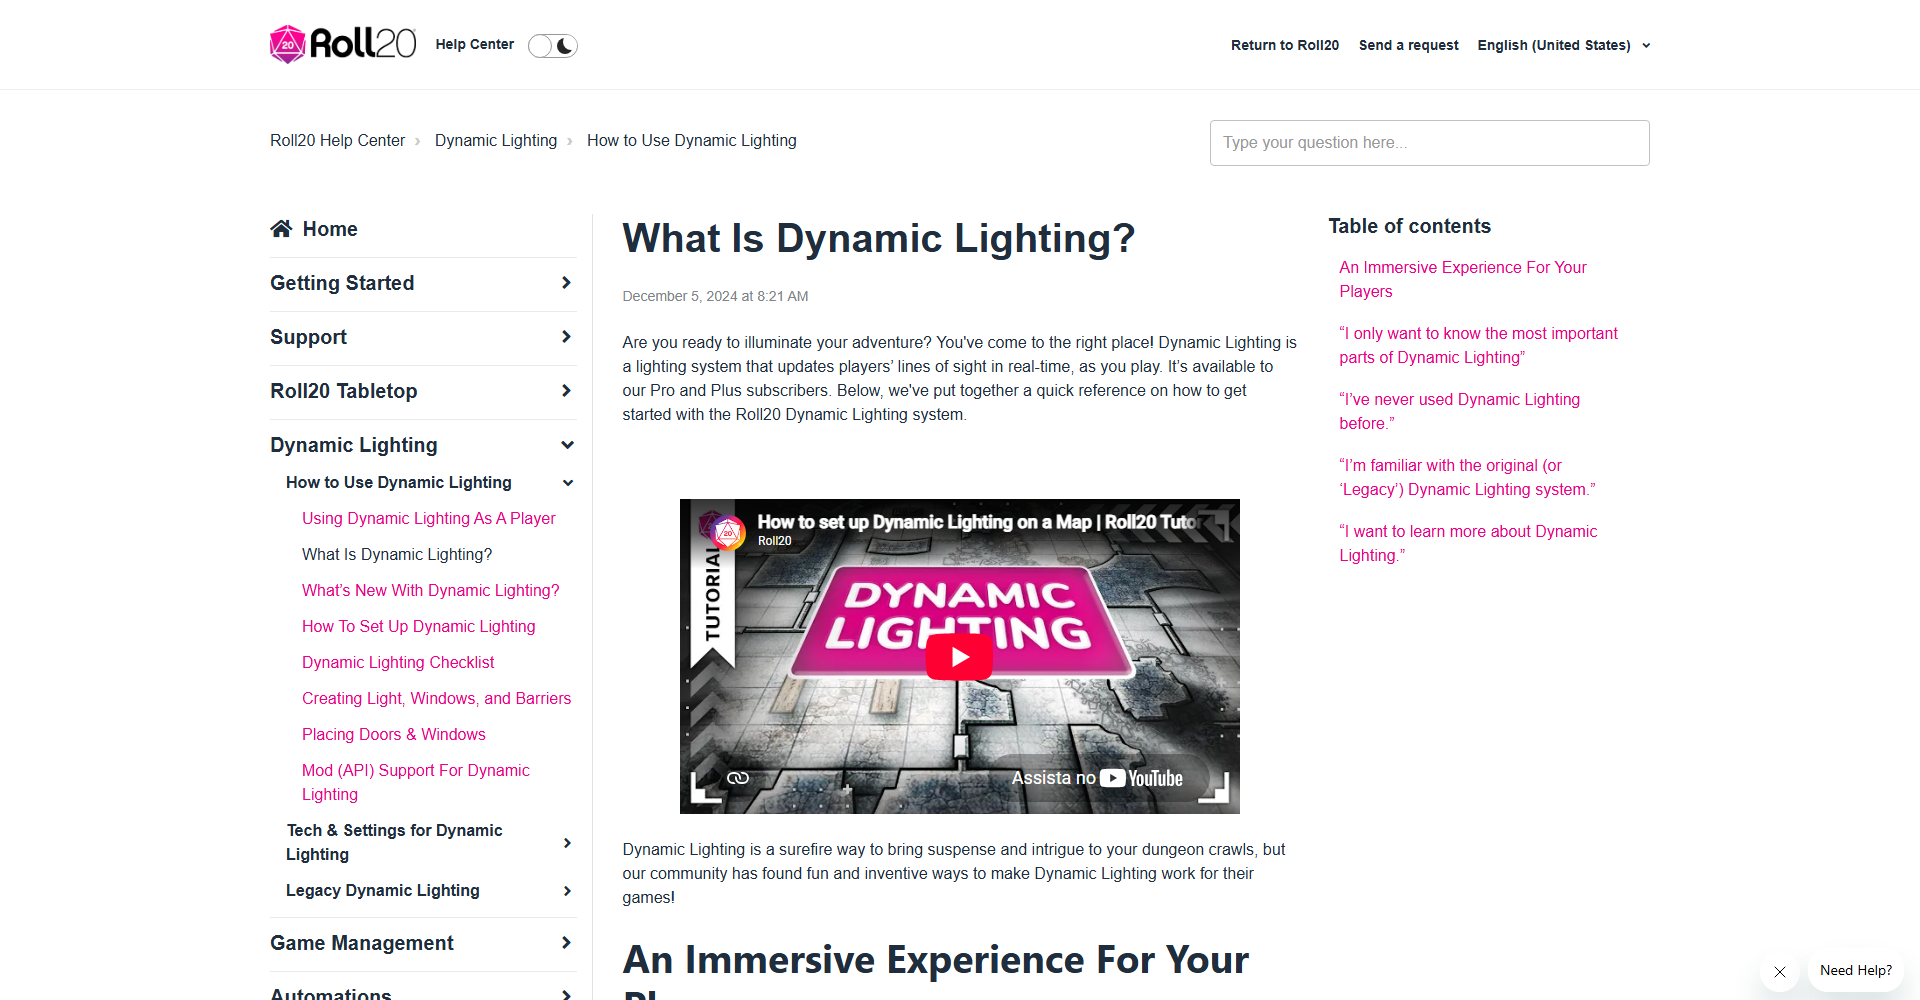 20 Roll20 Help Center
Return to Roll20 Send a request English (United States)
Roll20 Help Center › Dynamic Lighting › How to Use Dynamic Lighting
Type your question here...
Home
Getting Started
Support
Roll20 Tabletop
Dynamic Lighting
How to Use Dynamic Lighting
Using Dynamic Lighting As A Player
What Is Dynamic Lighting?
What’s New With Dynamic Lighting?
How To Set Up Dynamic Lighting
Dynamic Lighting Checklist
Creating Light, Windows, and Barriers
Placing Doors & Windows
Mod (API) Support For Dynamic
Lighting
Tech & Settings for Dynamic
Lighting
Legacy Dynamic Lighting
Game Management
Automations
What Is Dynamic Lighting?
December 5, 2024 at 8:21 AM
Are you ready to illuminate your adventure? You've come to the right place! Dynamic Lighting is
a lighting system that updates players’ lines of sight in real-time, as you play. It’s available to
our Pro and Plus subscribers. Below, we've put together a quick reference on how to get
started with the Roll20 Dynamic Lighting system.
How to set up Dynamic Lighting on a Map | Roll20 Tuto
Roll20
20
TUTORIAL
DYNAMIC
LIGHTING
Assista no YouTube
Dynamic Lighting is a surefire way to bring suspense and intrigue to your dungeon crawls, but
our community has found fun and inventive ways to make Dynamic Lighting work for their
games!
An Immersive Experience For Your
Table of contents
An Immersive Experience For Your
Players
“I only want to know the most important
parts of Dynamic Lighting”
“I’ve never used Dynamic Lighting
before.”
“I’m familiar with the original (or
‘Legacy’) Dynamic Lighting system.”
“I want to learn more about Dynamic
Lighting.”
Need Help?